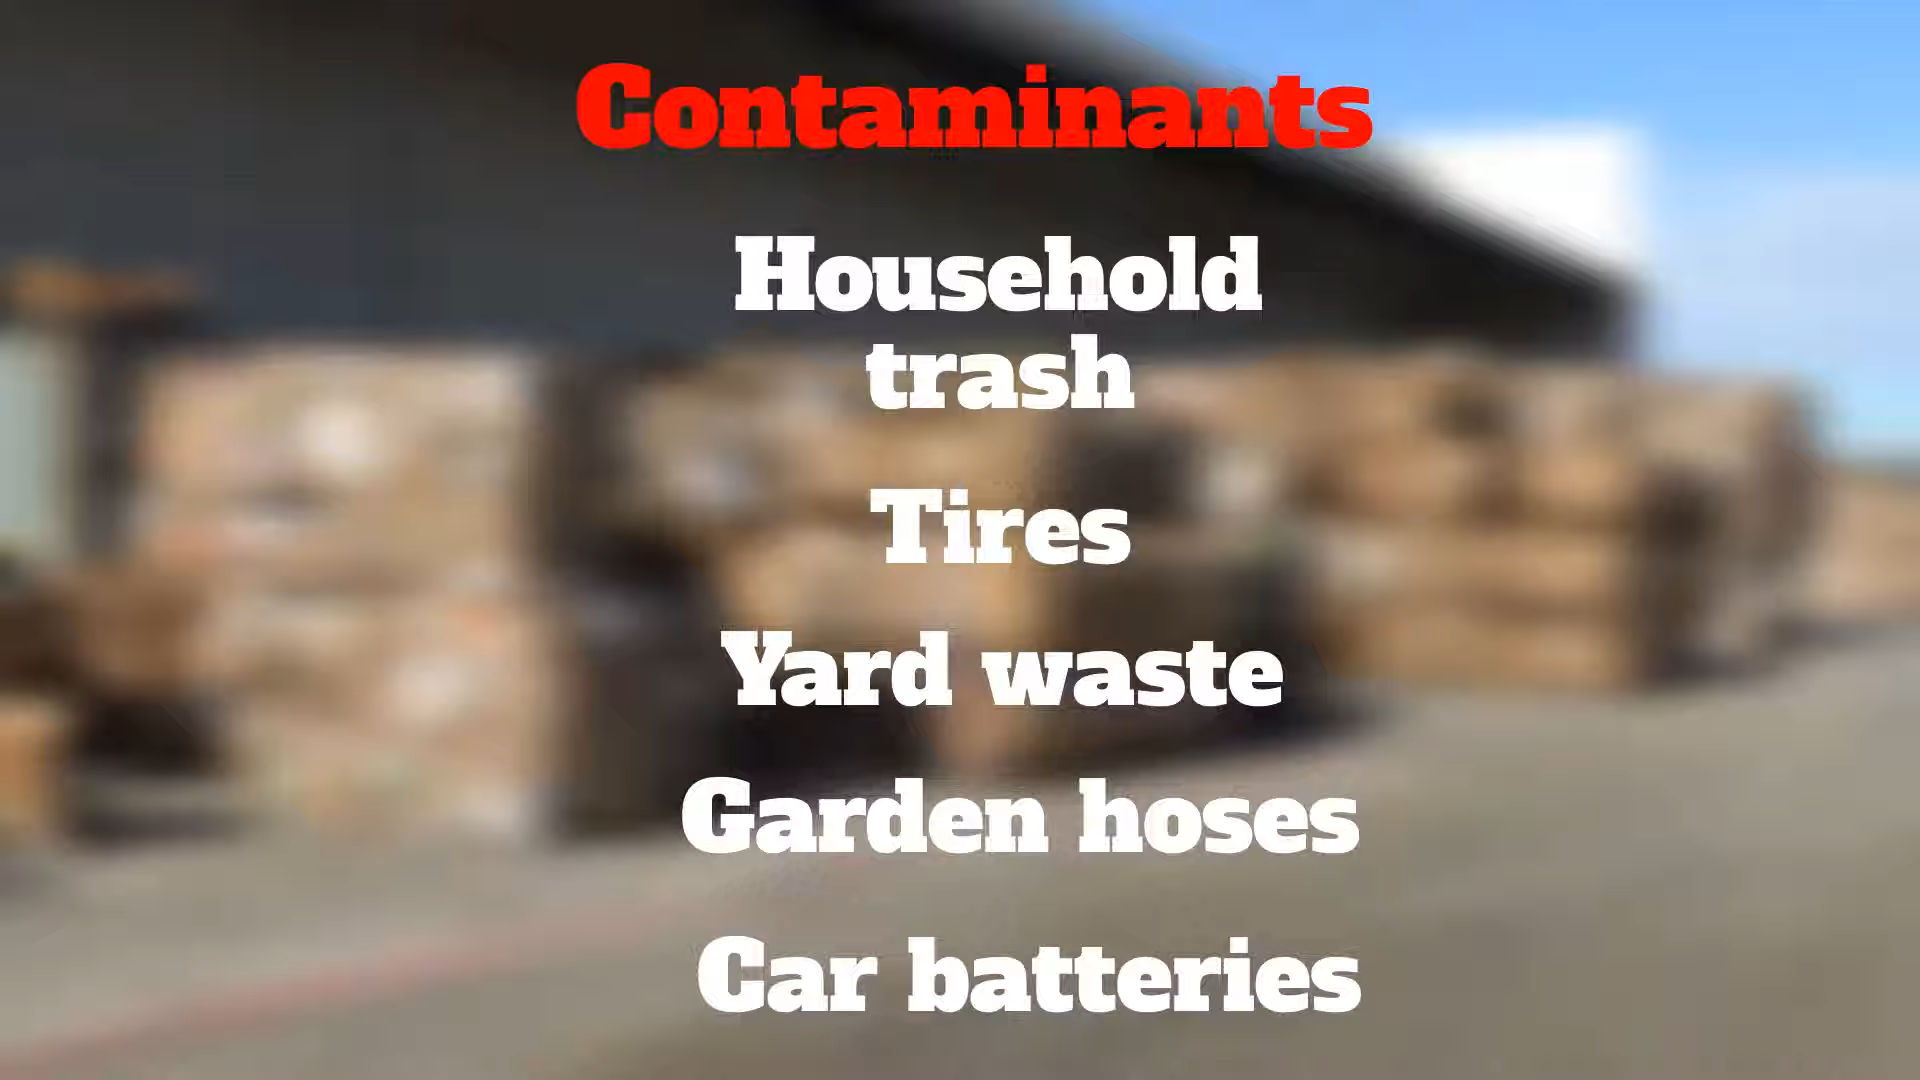 Contaminants
Household
trash
Tires
Yard waste
Garden hoses
Car batteries